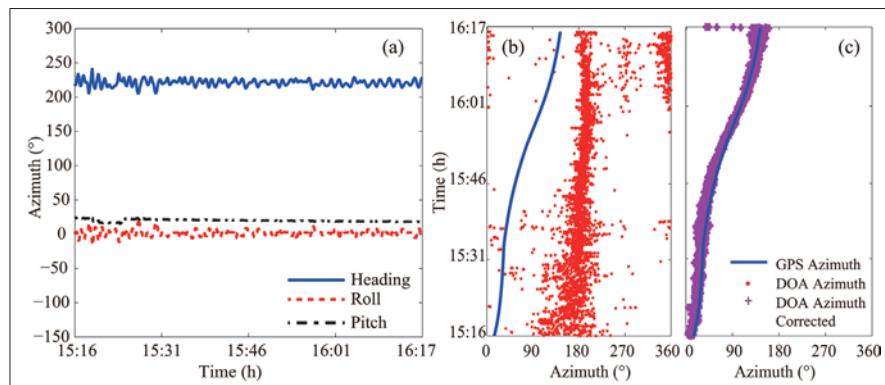 300
250
200
150
100
50
0
−50
−100
−150
Azimuth (°)
(a)
Heading
Roll
Pitch
15:16 15:31 15:46 16:01 16:17
Time (h)
16:17
16:01
15:46
15:31
15:16
Time (h)
(b)
0 90 180 270 360
Azimuth (°)
(c)
GPS Azimuth
DOA Azimuth
DOA Azimuth
Corrected
0 90 180 270 360
Azimuth (°)